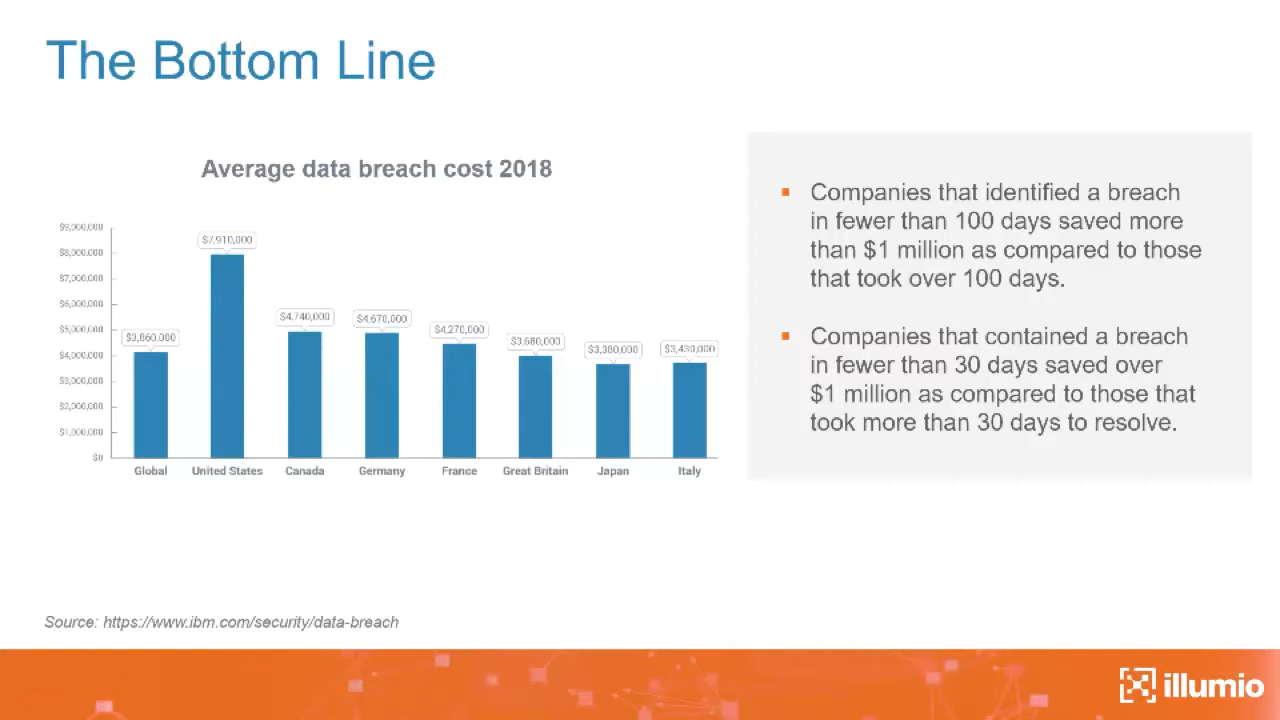 The Bottom Line
Average data breach cost 2018
$9,000,000
$8,000,000
$7,000,000
$6,000,000
$5,000,000
$4,000,000
$3,000,000
$2,000,000
$1,000,000
$0
$3,860,000
$7,910,000
$4,740,000
$4,670,000
$4,270,000
$3,680,000
$3,380,000
$3,430,000
Global
United States
Canada
Germany
France
Great Britain
Japan
Italy
▪ Companies that identified a breach
in fewer than 100 days saved more
than $1 million as compared to those
that took over 100 days.
▪ Companies that contained a breach
in fewer than 30 days saved over
$1 million as compared to those that
took more than 30 days to resolve.
Source: https://www.ibm.com/security/data-breach
illumio